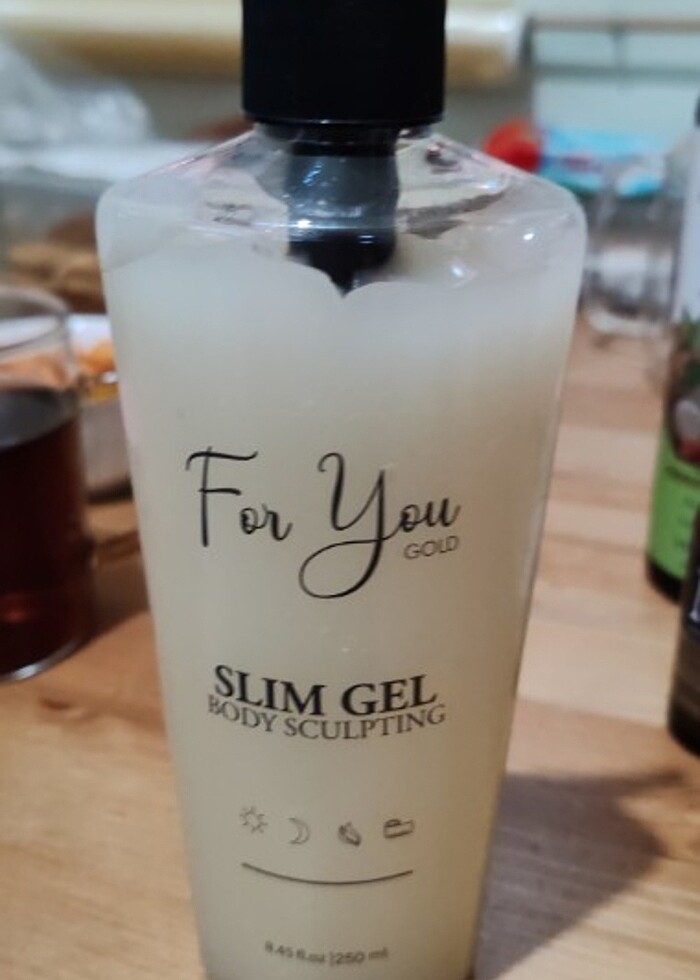 For You
GOLD
SLIM GEL
BODY SCULPTING
8.45 fl.oz |250 ml